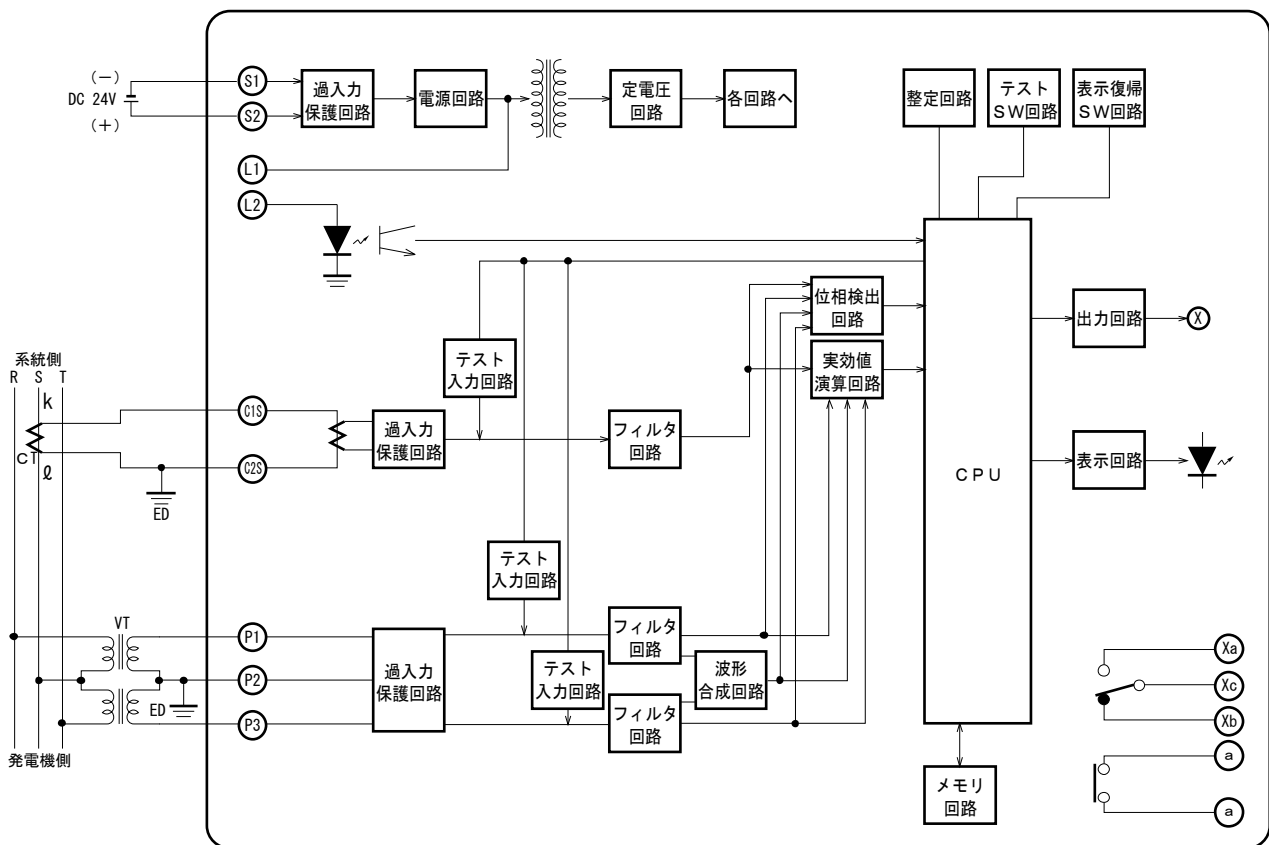 (−)
DC 24V
(+)
S1
S2
過入力
保護回路
電源回路
定電圧
回路
各回路へ
整定回路
テスト
SW回路
表示復帰
SW回路
L1
L2
位相検出
回路
実効値
演算回路
テスト
入力回路
CPU
出力回路
X
系統側
R S T
k
CT
ℓ
C1S
C2S
ED
過入力
保護回路
フィルタ
回路
表示回路
テスト
入力回路
VT
P1
P2
P3
ED
過入力
保護回路
フィルタ
回路
テスト
入力回路
波形
合成回路
フィルタ
回路
発電機側
メモリ
回路
Xa
Xc
Xb
a
a